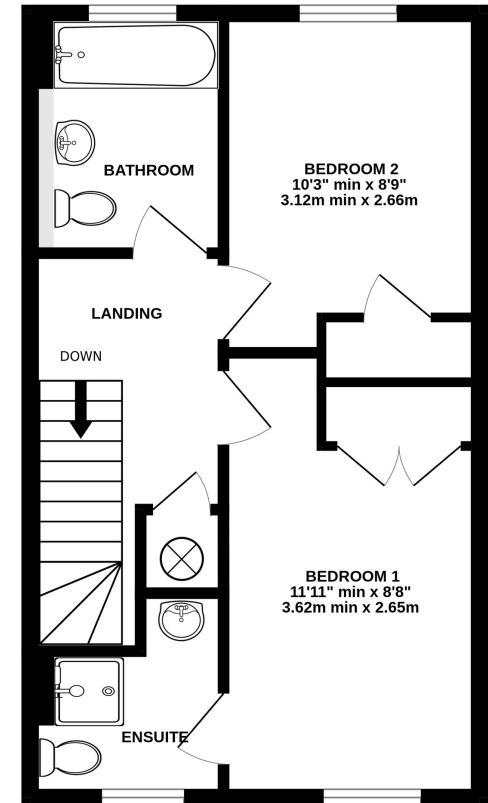 BATHROOM
BEDROOM 2
10'3" min x 8'9"
3.12m min x 2.66m
LANDING
DOWN
BEDROOM 1
11'11" min x 8'8"
3.62m min x 2.65m
ENSUITE